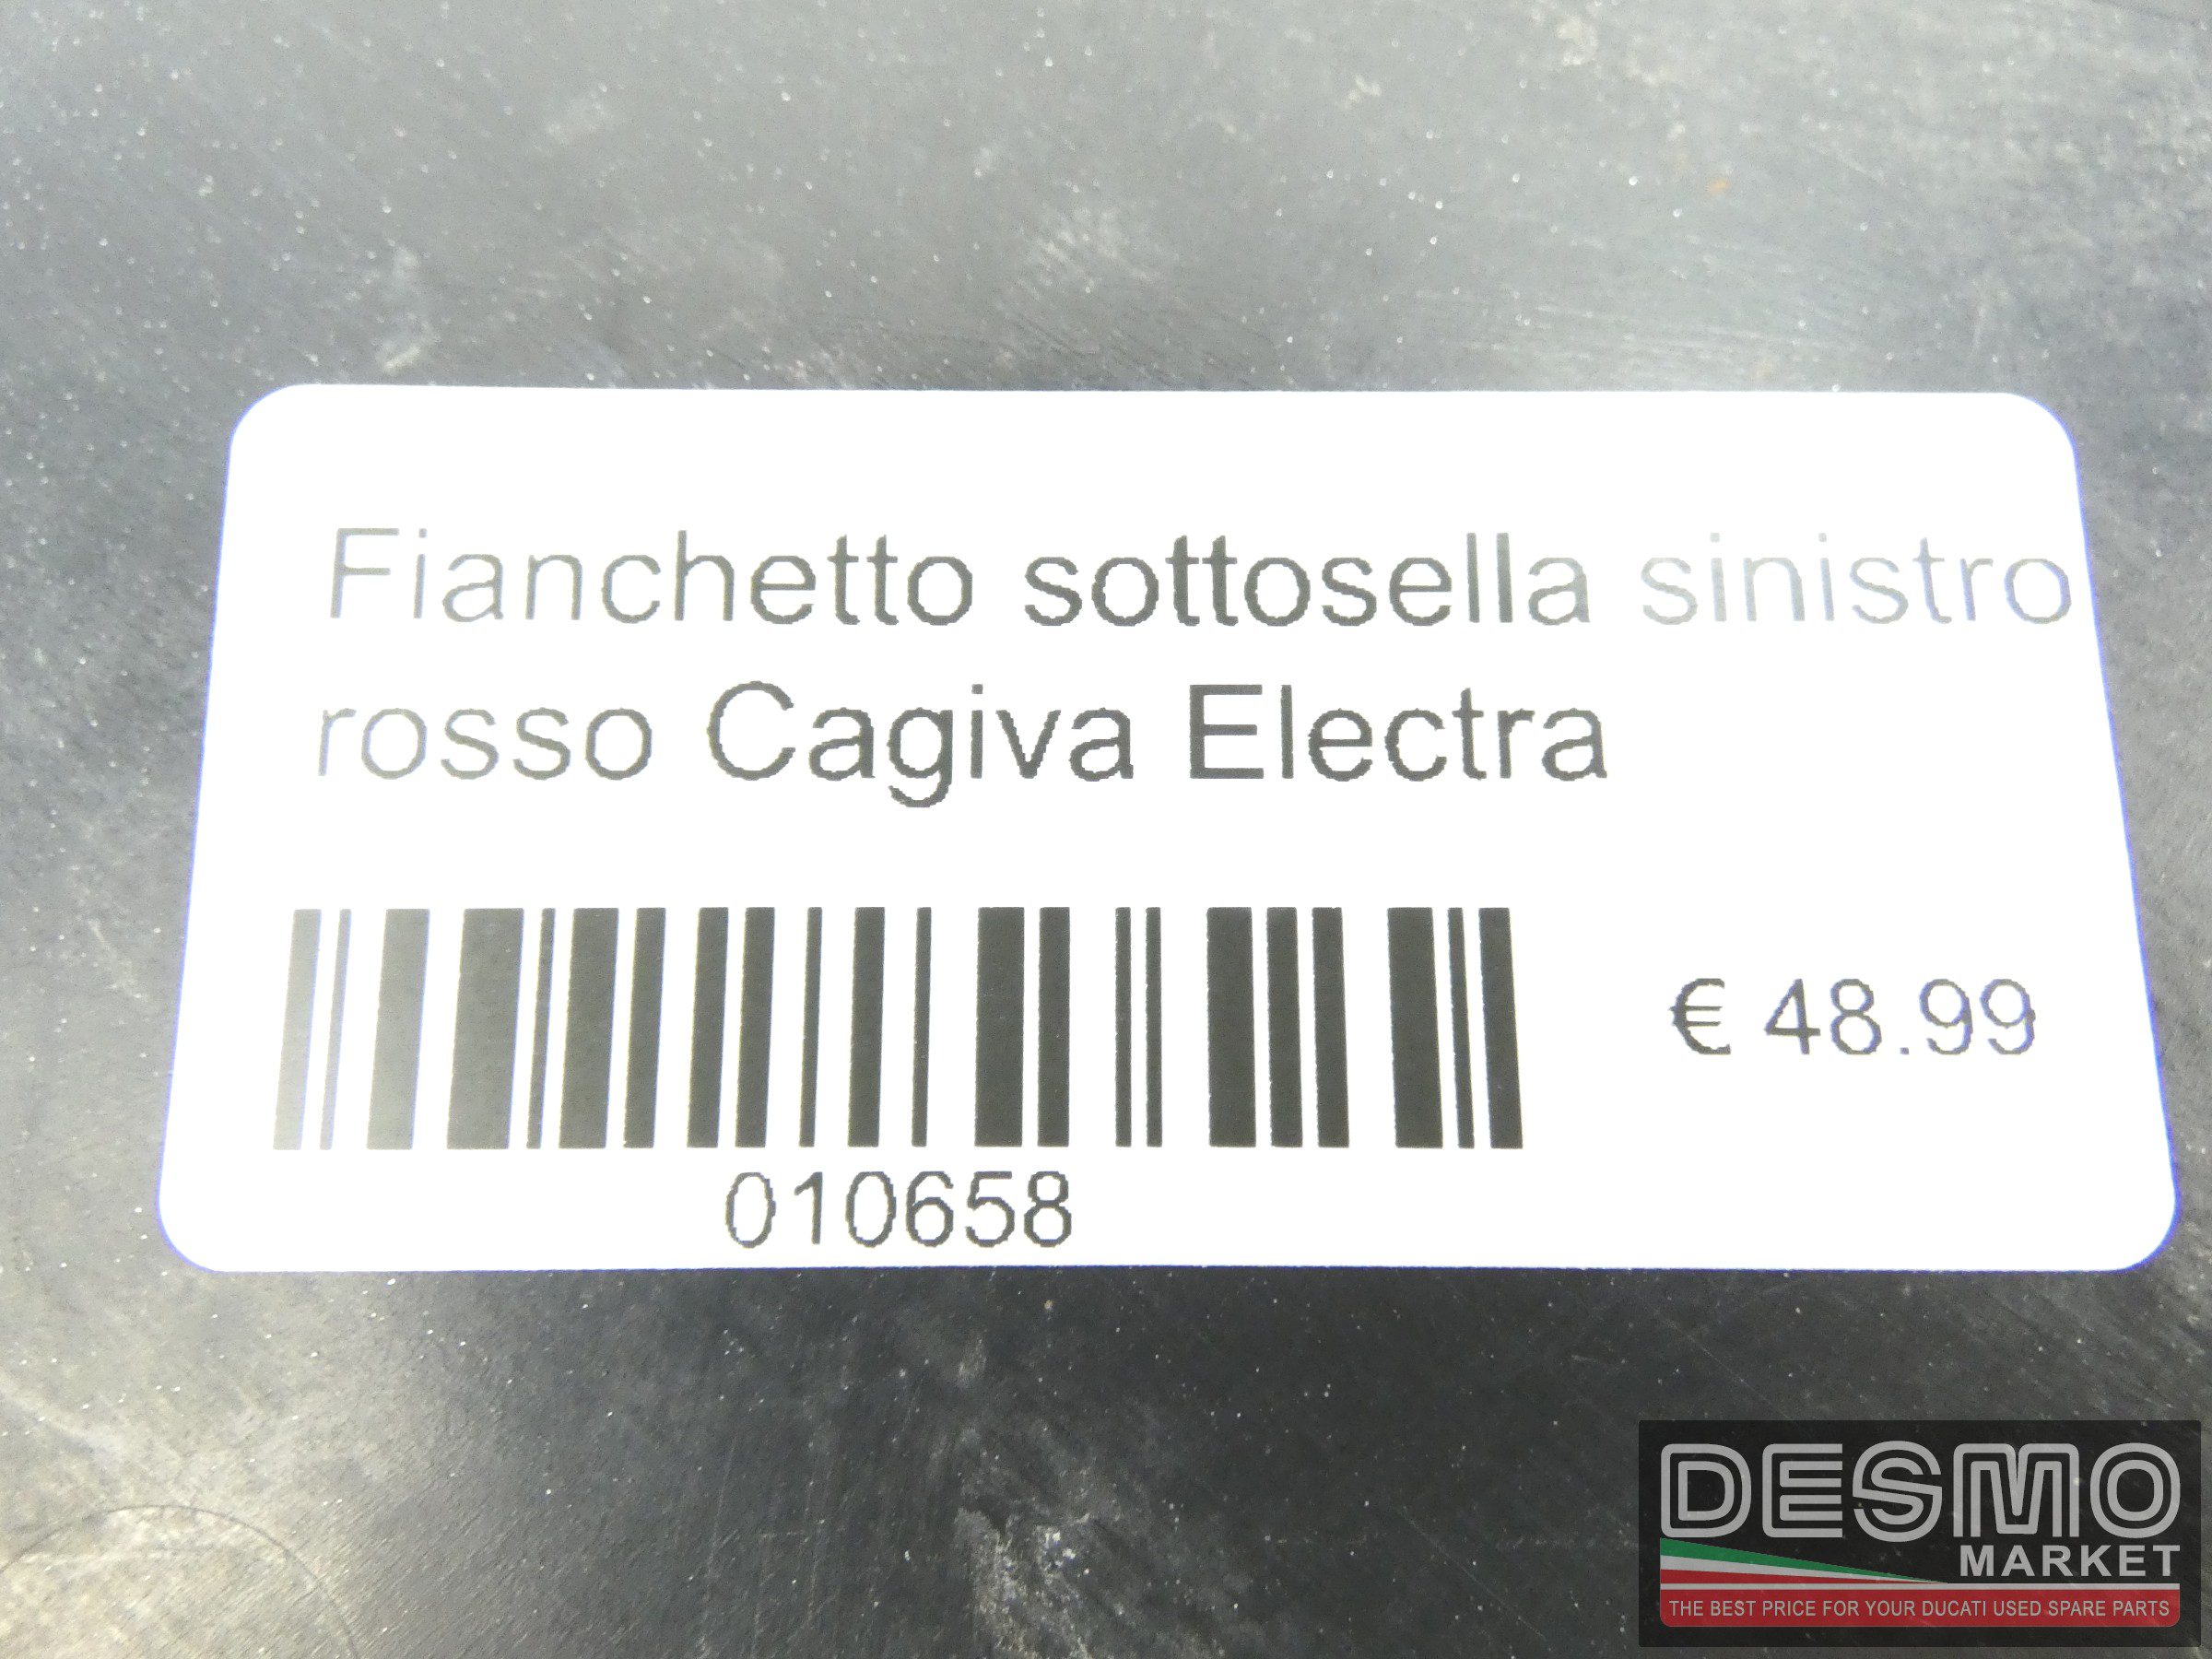 Fianchetto sottosella sinistro
rosso Cagiva Electra
€ 48.99
010658
DESMO
MARKET
THE BEST PRICE FOR YOUR DUCATI USED SPARE PARTS